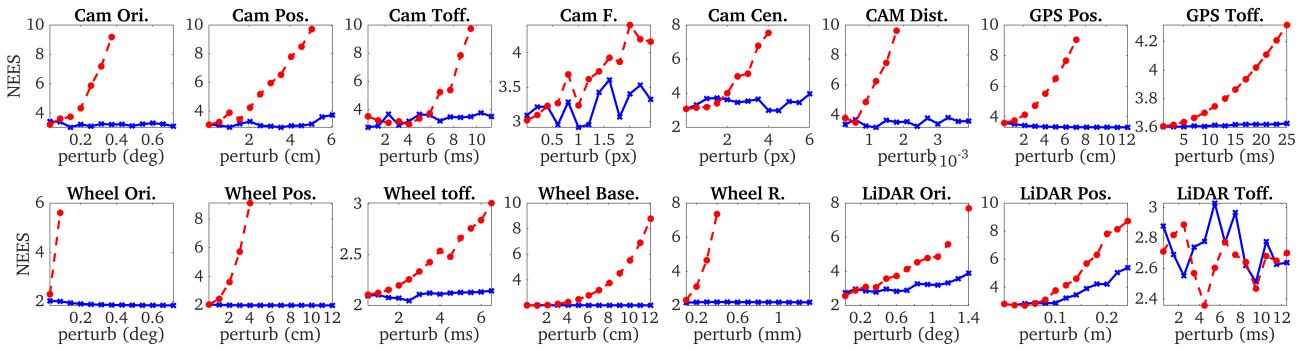 Cam Ori. Cam Pos. Cam Toff. Cam F. Cam Cen. CAM Dist. GPS Pos. GPS Toff.
NEES
10 8 6 4 10 8 6 4 10 8 6 4 4 3.5 3 8 6 4 2 10 8 6 4 10 8 6 4 4.2 4 3.8 3.6
0.2 0.4 0.6 2 4 6 2 4 6 8 10 0.5 1 1.5 2 2 4 6 1 2 3 2 4 6 8 10 12 5 10 15 20 25
×10⁻³
perturb (deg) perturb (cm) perturb (ms) perturb (px) perturb (px) perturb perturb (cm) perturb (ms)
Wheel Ori. Wheel Pos. Wheel toff. Wheel Base. Wheel R. LiDAR Ori. LiDAR Pos. LiDAR Toff.
NEES
6 4 2 8 6 4 2 3 2.5 2 10 8 6 4 2 8 6 4 2 8 6 4 2 10 8 6 4 3 2.8 2.6 2.4
0.2 0.4 0.6 2 4 6 8 10 12 2 4 6 2 4 6 8 10 12 0.2 0.6 1 0.2 0.6 1 1.4 0.1 0.2 2 4 6 8 10 12
perturb (deg) perturb (cm) perturb (ms) perturb (cm) perturb (mm) perturb (deg) perturb (m) perturb (ms)